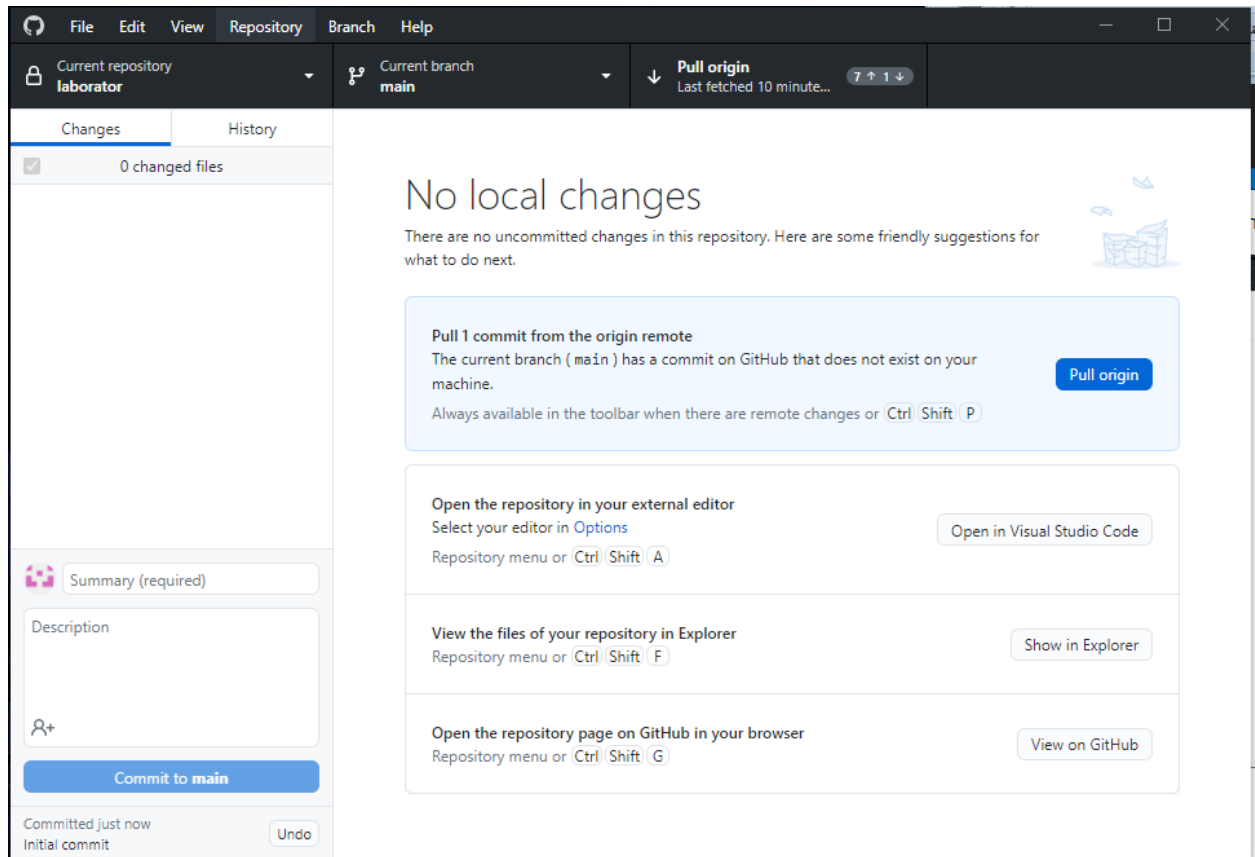 File Edit View Repository Branch Help
Current repository
laborator
Current branch
main
Pull origin
Last fetched 10 minute...
7 ↑ 1 ↓
Changes History
0 changed files
No local changes
There are no uncommitted changes in this repository. Here are some friendly suggestions for
what to do next.
Pull 1 commit from the origin remote
The current branch ( main ) has a commit on GitHub that does not exist on your
machine.
Always available in the toolbar when there are remote changes or Ctrl Shift P
Pull origin
Open the repository in your external editor
Select your editor in Options
Repository menu or Ctrl Shift A
Open in Visual Studio Code
View the files of your repository in Explorer
Repository menu or Ctrl Shift F
Show in Explorer
Open the repository page on GitHub in your browser
Repository menu or Ctrl Shift G
View on GitHub
Summary (required)
Description
Commit to main
Committed just now
Initial commit
Undo